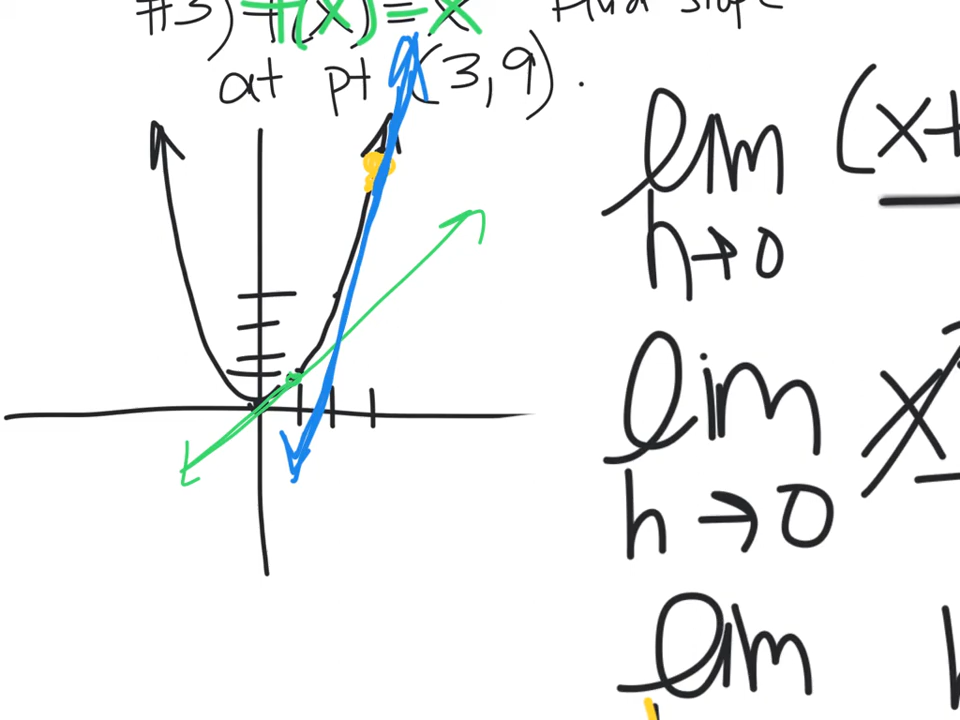 #3) f(x) = x Find slope
at pt (3,9).
lim (x+
h→0
lim x
h→0
lim h